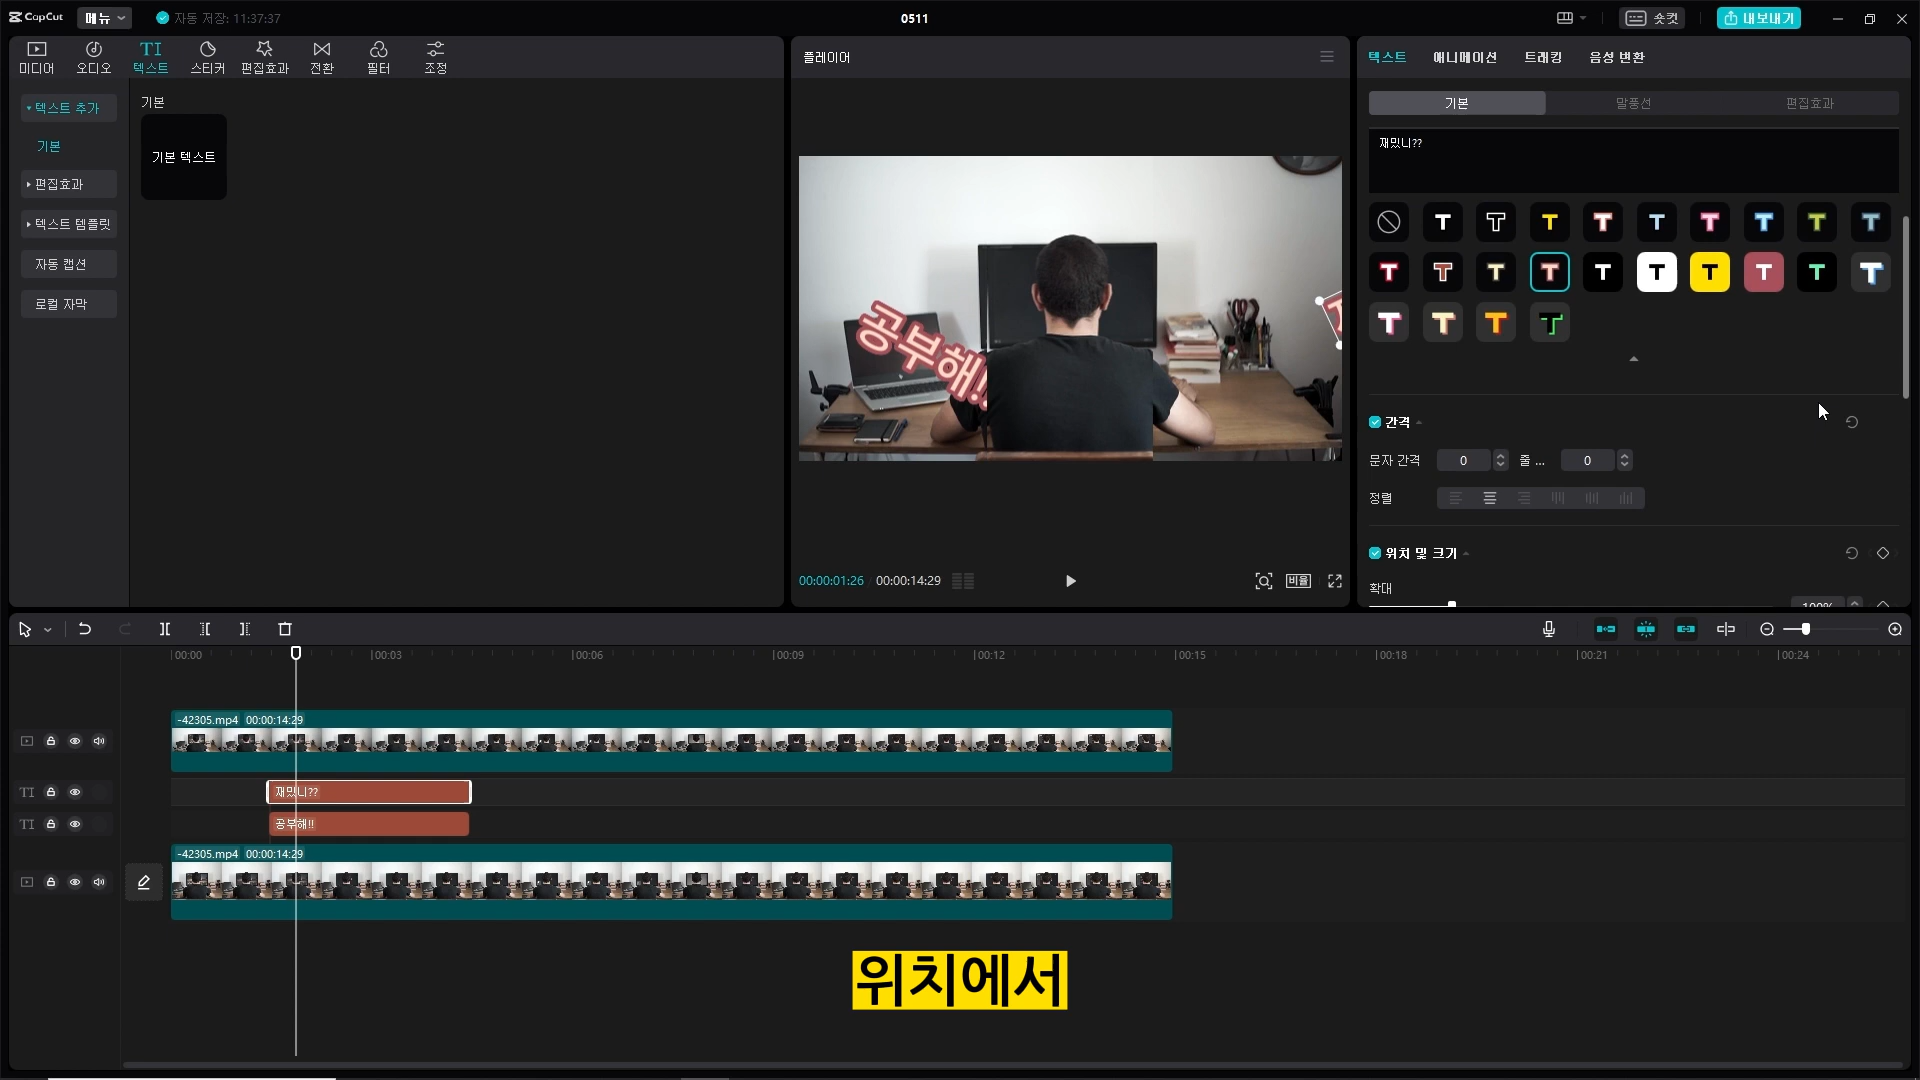 CapCut
메뉴
자동 저장: 11:37:37
0511
숏컷
내보내기
미디어
오디오
TI
텍스트
스티커
편집효과
전환
필터
조정
텍스트 추가
기본
편집효과
텍스트 템플릿
자동 캡션
로컬 자막
기본
기본 텍스트
플레이어
공부해!!
00:00:01:26
00:00:14:29
비율
텍스트
애니메이션
트래킹
음성 변환
기본
말풍선
편집효과
재밌니??
T T T T T T T T T
T T T T T T T T T T
T T T T
간격
문자 간격
0
줄 ...
0
정렬
위치 및 크기
확대
100%
00:00
00:03
00:06
00:09
00:12
00:15
00:18
00:21
00:24
-42305.mp4 00:00:14:29
TI
재밌니??
TI
공부해!!
-42305.mp4 00:00:14:29
위치에서